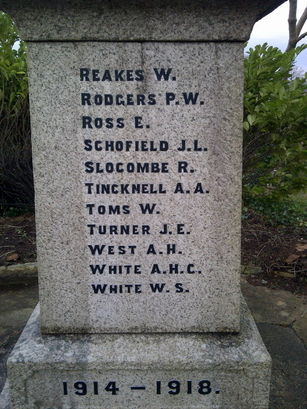 REAKES W.
RODGERS P.W.
ROSS E.
SCHOFIELD J.L.
SLOCOMBE R.
TINCKNELL A.A.
TOMS W.
TURNER J.E.
WEST A.H.
WHITE A.H.C.
WHITE W.S.
1914 – 1918.